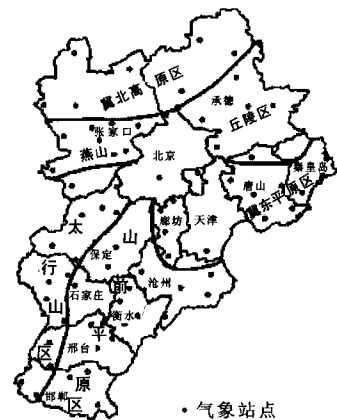 冀北高原区
承德
丘陵区
张家口
燕山
北京
秦皇岛
唐山
冀东平原区
廊坊
天津
太行山区
山前平原区
保定
沧州
石家庄
衡水
邢台
邯郸
气象站点